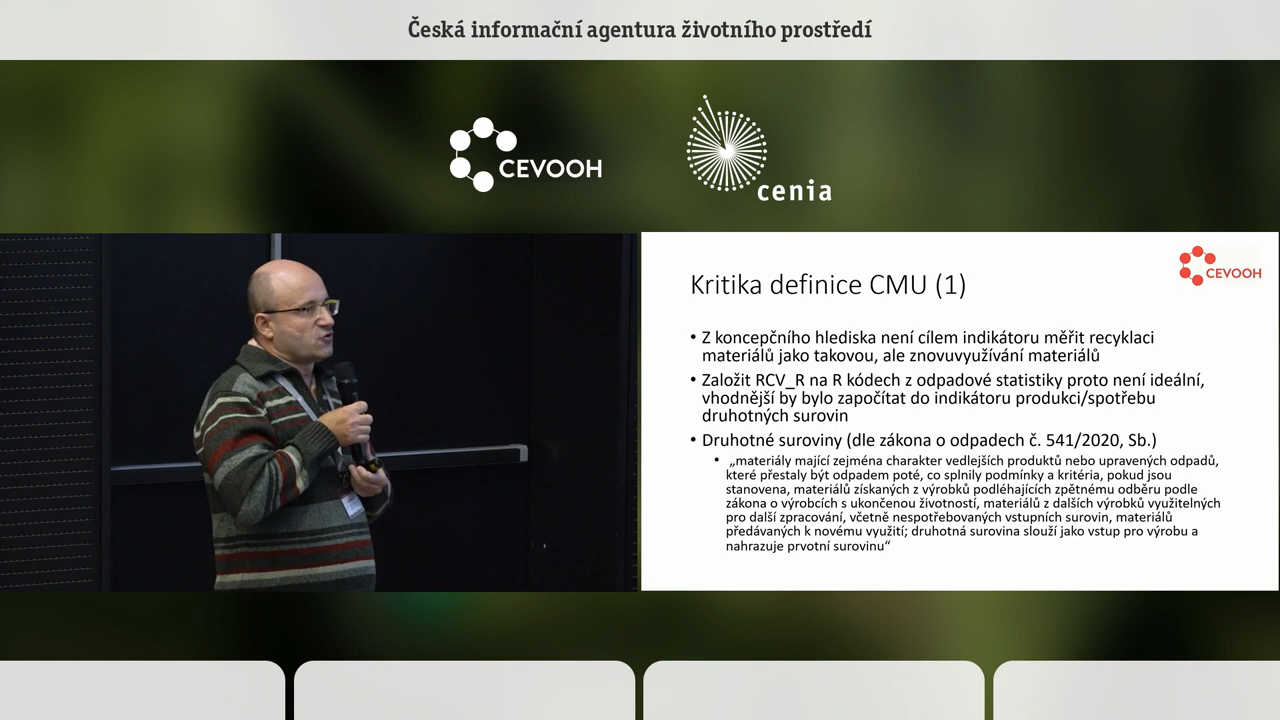 Česká informační agentura životního prostředí
CEVOOH
cenia
CEVOOH
Kritika definice CMU (1)
• Z koncepčního hlediska není cílem indikátoru měřit recyklaci
materiálů jako takovou, ale znovuvyužívání materiálů
• Založit RCV_R na R kódech z odpadové statistiky proto není ideální,
vhodnější by bylo započítat do indikátoru produkci/spotřebu
druhotných surovin
• Druhotné suroviny (dle zákona o odpadech č. 541/2020, Sb.)
• „materiály mající zejména charakter vedlejších produktů nebo upravených odpadů,
které přestaly být odpadem poté, co splnily podmínky a kritéria, pokud jsou
stanovena, materiálů získaných z výrobků podléhajících zpětnému odběru podle
zákona o výrobcích s ukončenou životností, materiálů z dalších výrobků využitelných
pro další zpracování, včetně nespotřebovaných vstupních surovin, materiálů
předávaných k novému využití; druhotná surovina slouží jako vstup pro výrobu a
nahrazuje prvotní surovinu“